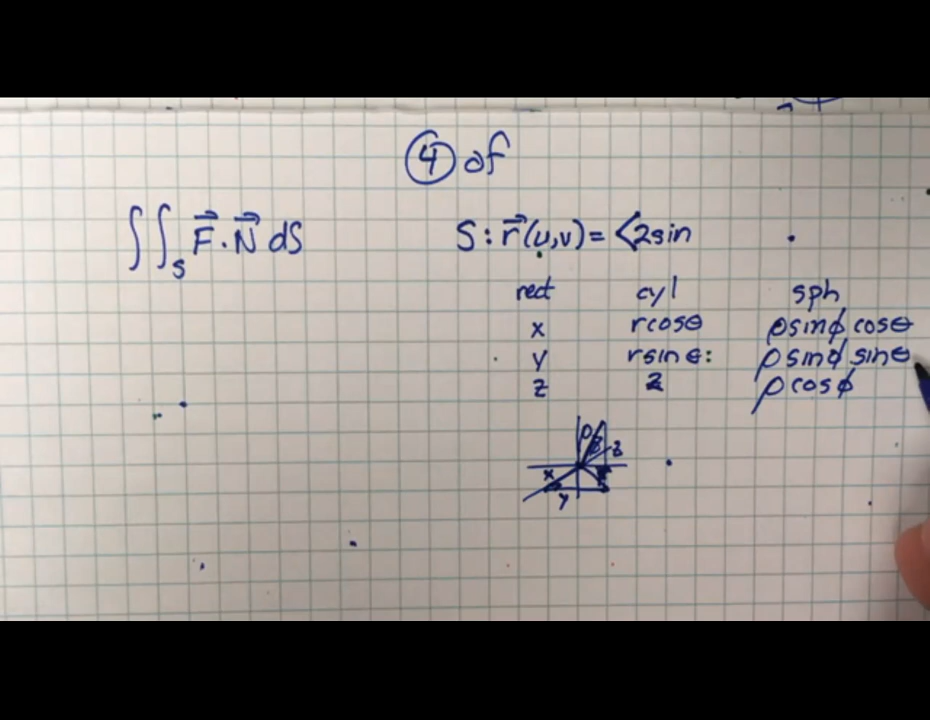 ④ of
∫∫ₛ F⃗ · N⃗ dS
S: r⃗(u,v) = <2sin
rect cyl sph
x rcosθ ρsinϕ cosθ
y rsinθ: ρsinϕ sinθ
z z ρcosϕ
ρ z
x
y